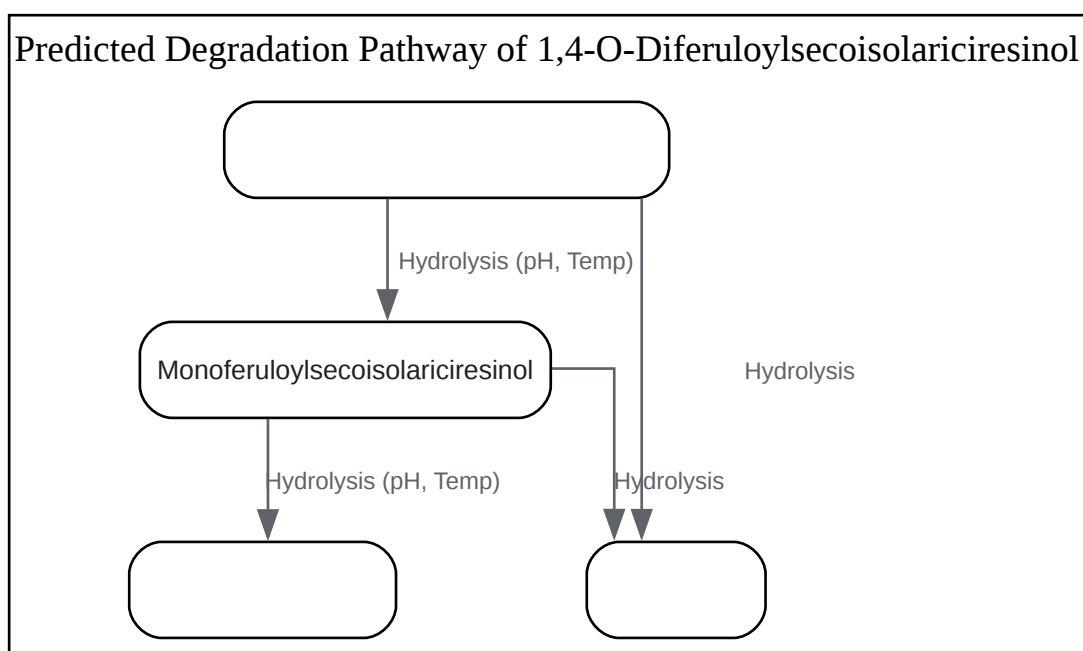 Predicted Degradation Pathway of 1,4-O-Diferuloylsecoisolariciresinol
Hydrolysis (pH, Temp)
Monoferuloylsecoisolariciresinol
Hydrolysis
Hydrolysis (pH, Temp)
Hydrolysis